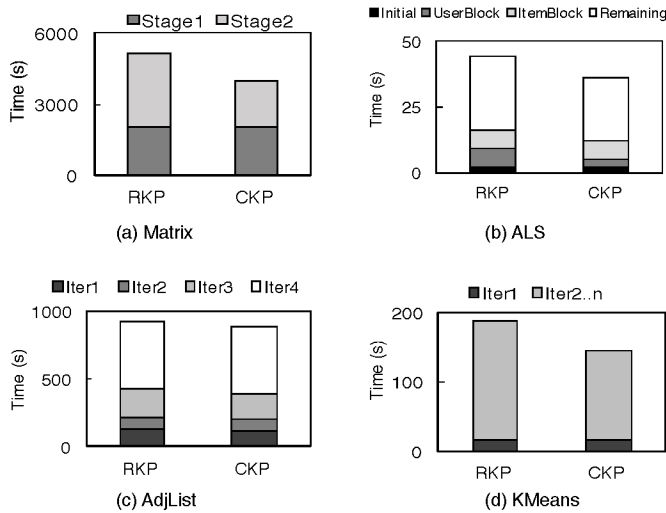 Stage1 Stage2
6000
3000
0
Time (s)
RKP CKP
(a) Matrix
Initial UserBlock ItemBlock Remaining
50
25
0
Time (s)
RKP CKP
(b) ALS
Iter1 Iter2 Iter3 Iter4
1000
500
0
Time (s)
RKP CKP
(c) AdjList
Iter1 Iter2..n
200
100
0
Time (s)
RKP CKP
(d) KMeans